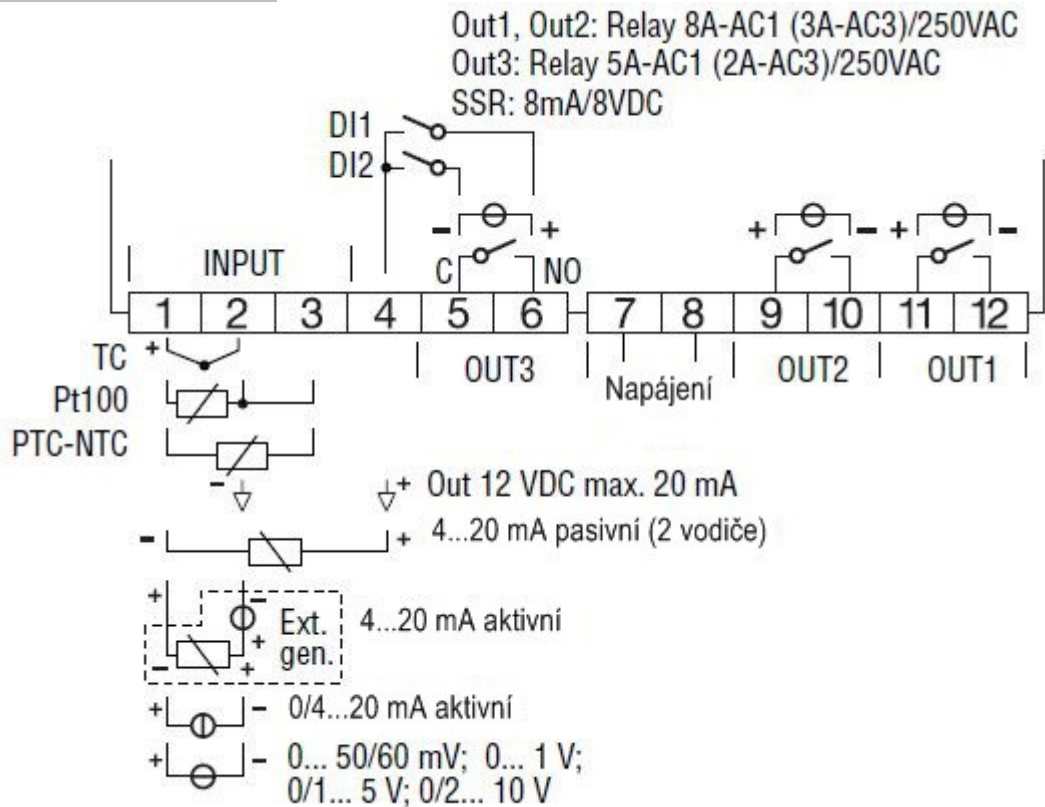 Out1, Out2: Relay 8A-AC1 (3A-AC3)/250VAC
Out3: Relay 5A-AC1 (2A-AC3)/250VAC
SSR: 8mA/8VDC
DI1
DI2
- +
+ - + -
INPUT
C NO
1 2 3 4 5 6 7 8 9 10 11 12
TC +
OUT3
Napájení
OUT2
OUT1
Pt100
PTC-NTC
- + Out 12 VDC max. 20 mA
- + 4...20 mA pasivní (2 vodiče)
+ -
Ext. gen.
4...20 mA aktivní
- + +
+ - 0/4...20 mA aktivní
+ - 0... 50/60 mV; 0... 1 V;
0/1... 5 V; 0/2... 10 V